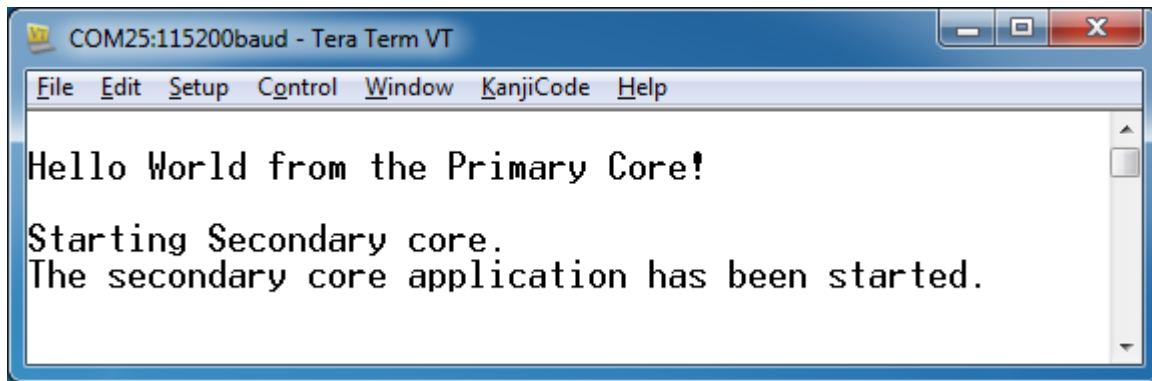 COM25:115200baud - Tera Term VT
File Edit Setup Control Window KanjiCode Help
Hello World from the Primary Core!
Starting Secondary core.
The secondary core application has been started.